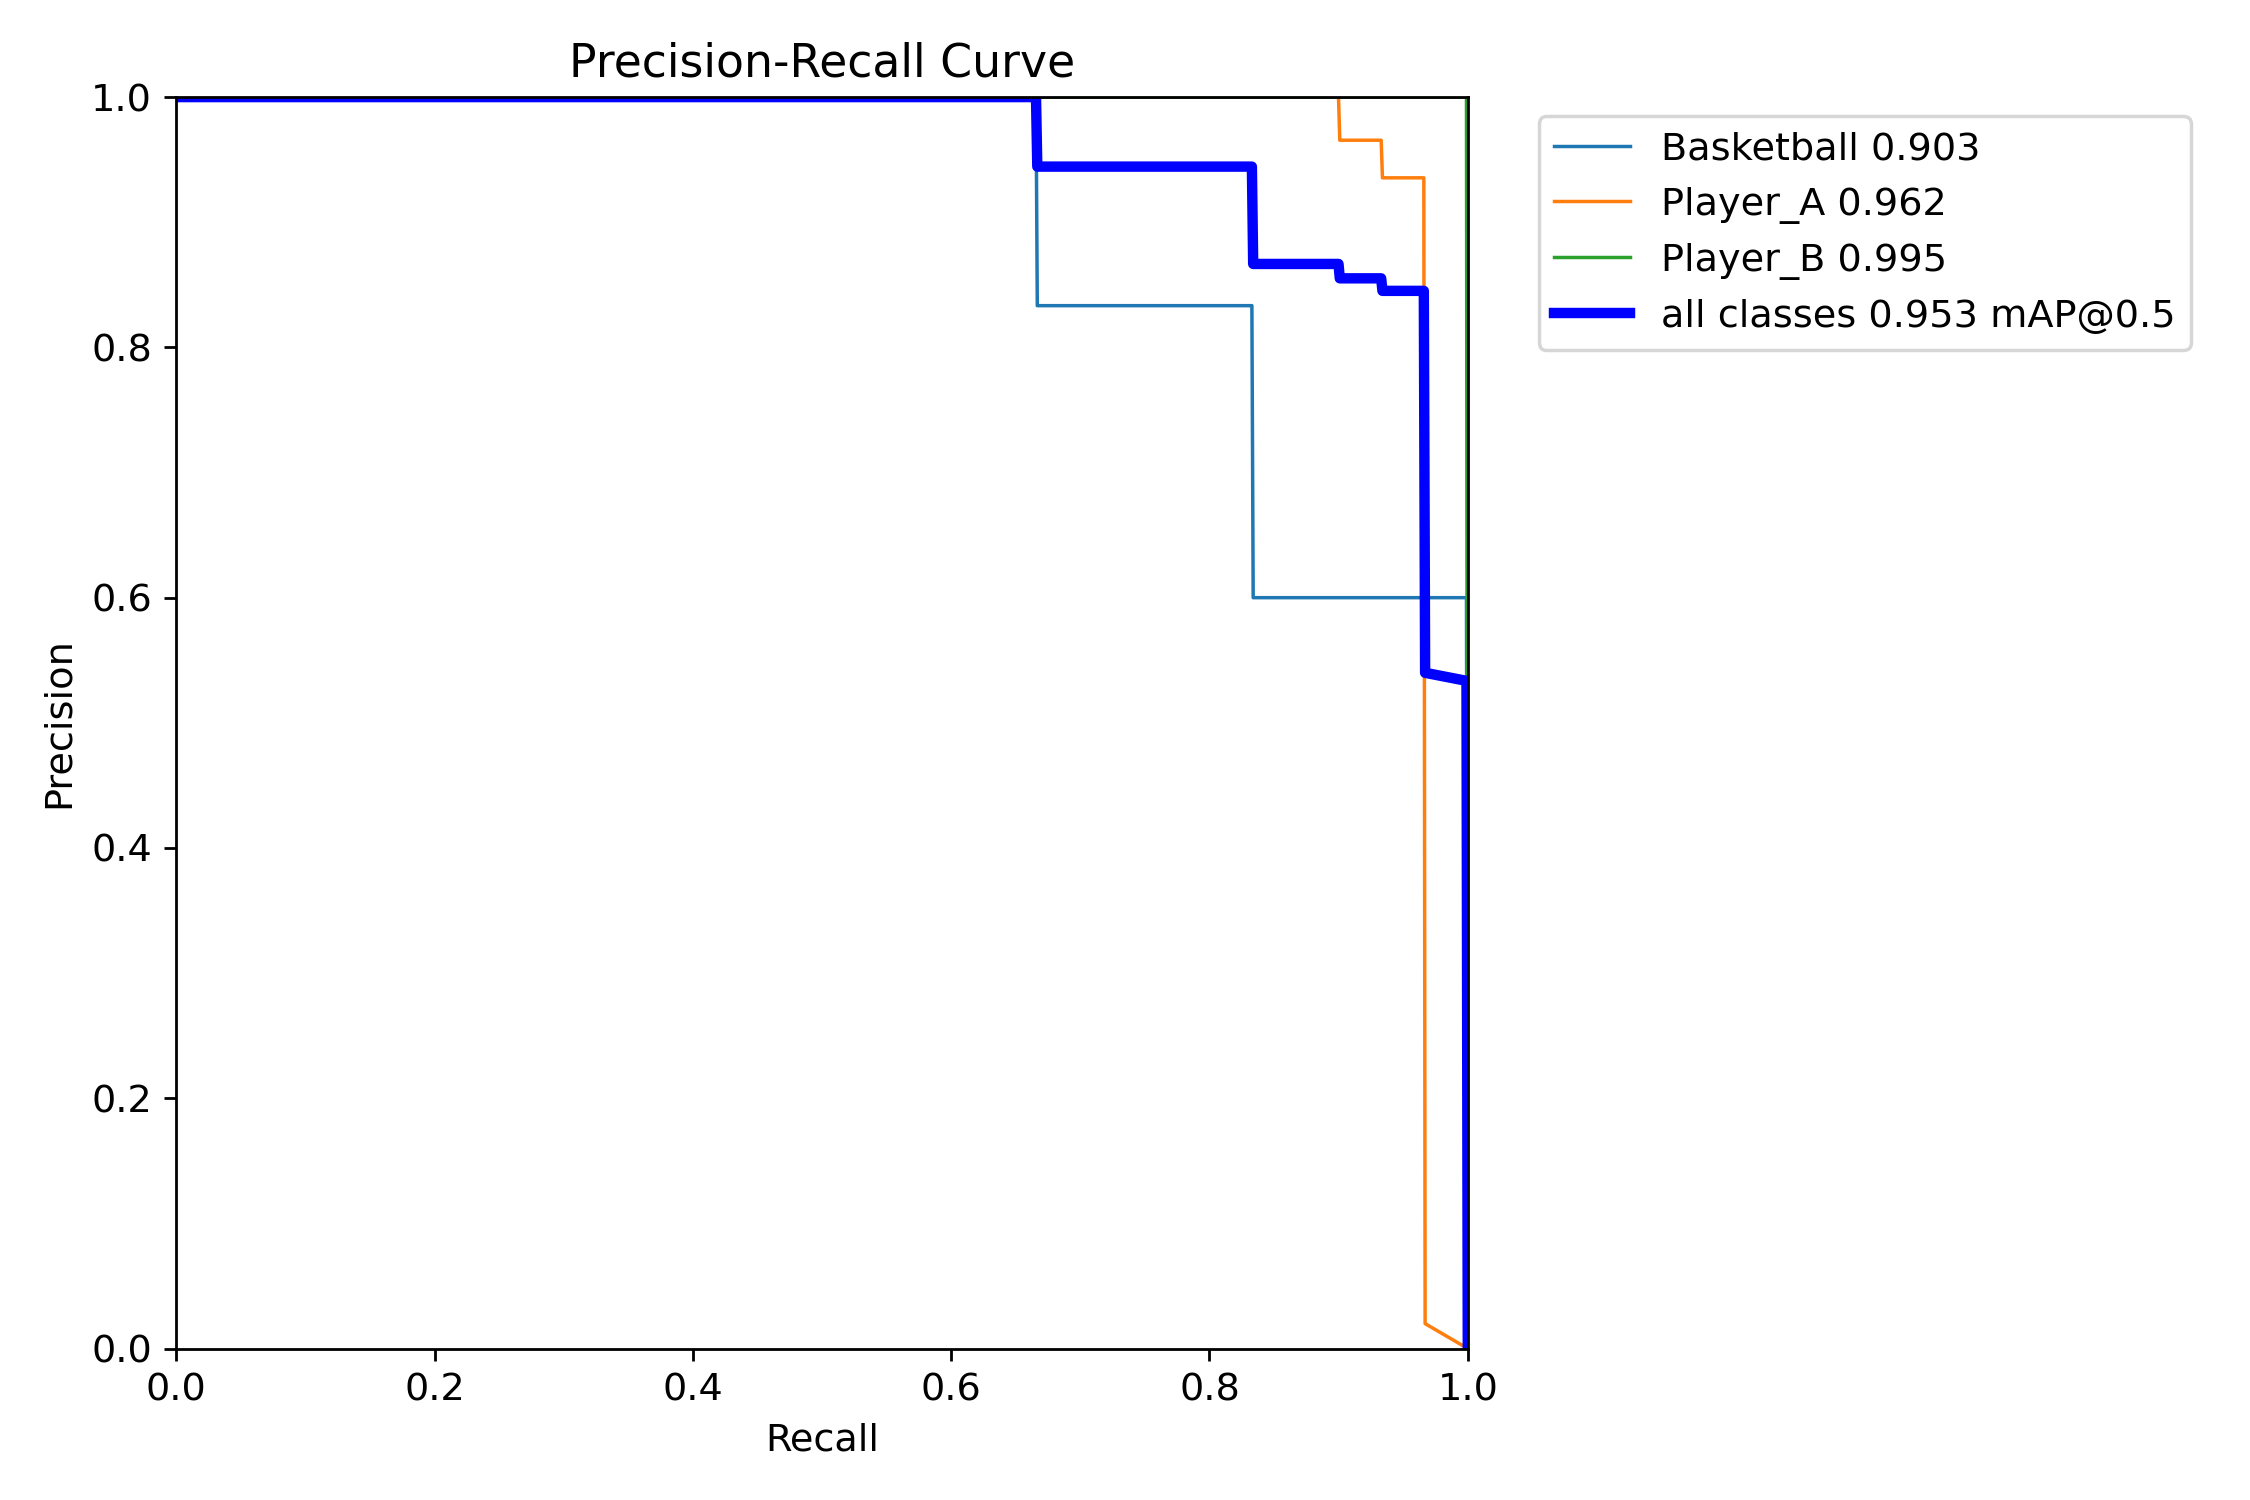 Precision-Recall Curve
1.0
0.8
0.6
0.4
0.2
0.0
Precision
0.0 0.2 0.4 0.6 0.8 1.0
Recall
Basketball 0.903
Player_A 0.962
Player_B 0.995
all classes 0.953 mAP@0.5